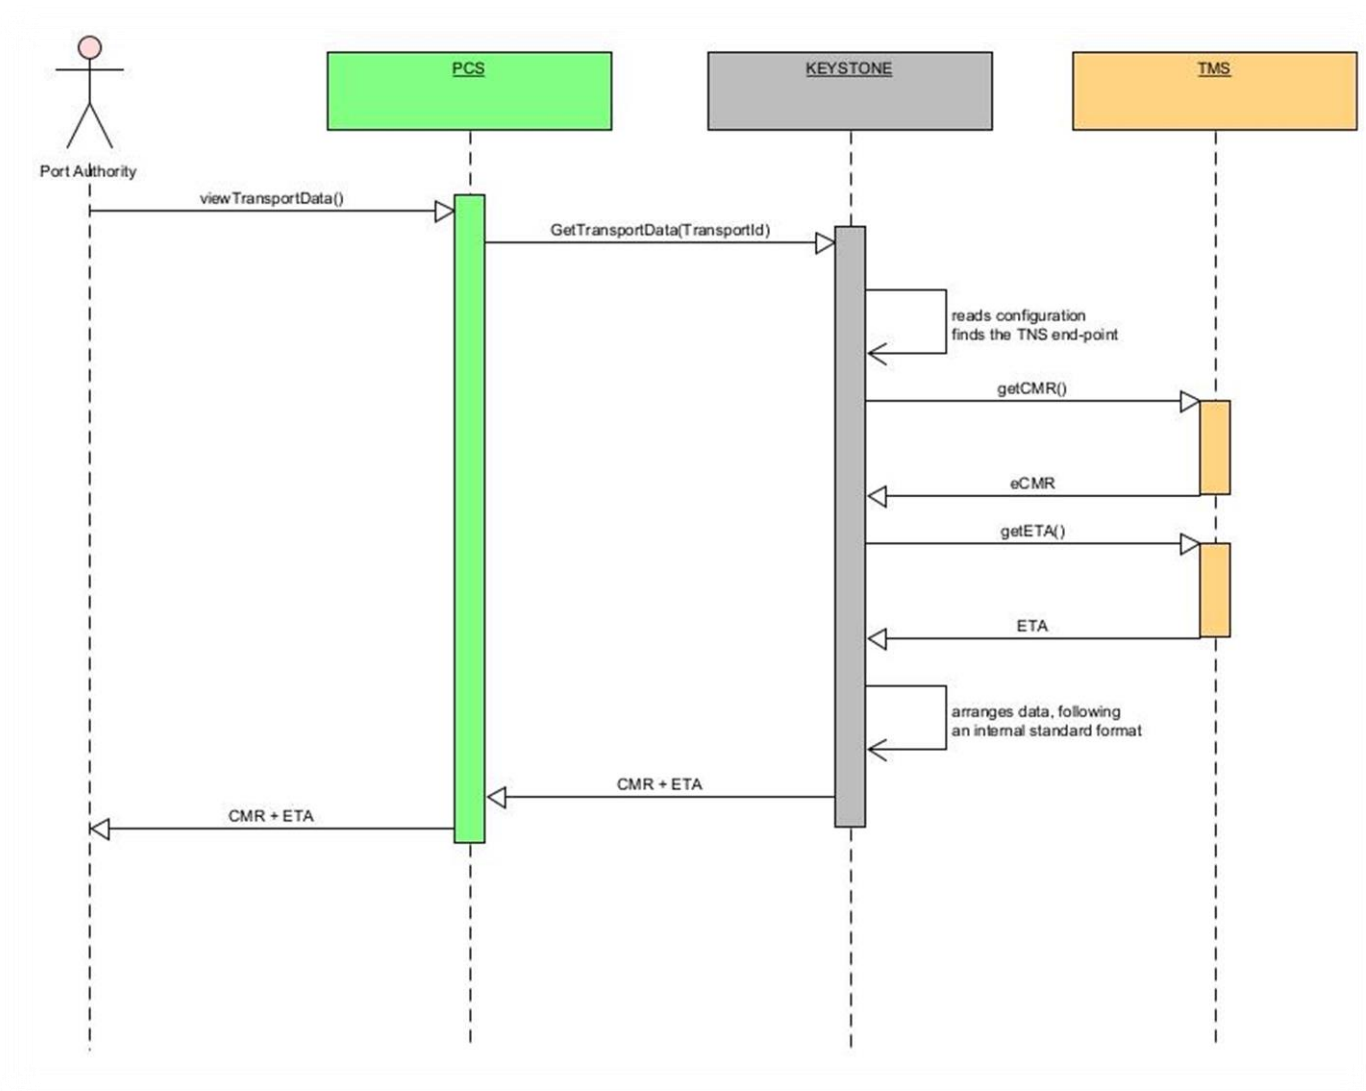 PCS
KEYSTONE
TMS
Port Authority
viewTransportData()
GetTransportData(TransportId)
reads configuration
finds the TNS end-point
getCMR()
eCMR
getETA()
ETA
arranges data, following
an internal standard format
CMR + ETA
CMR + ETA